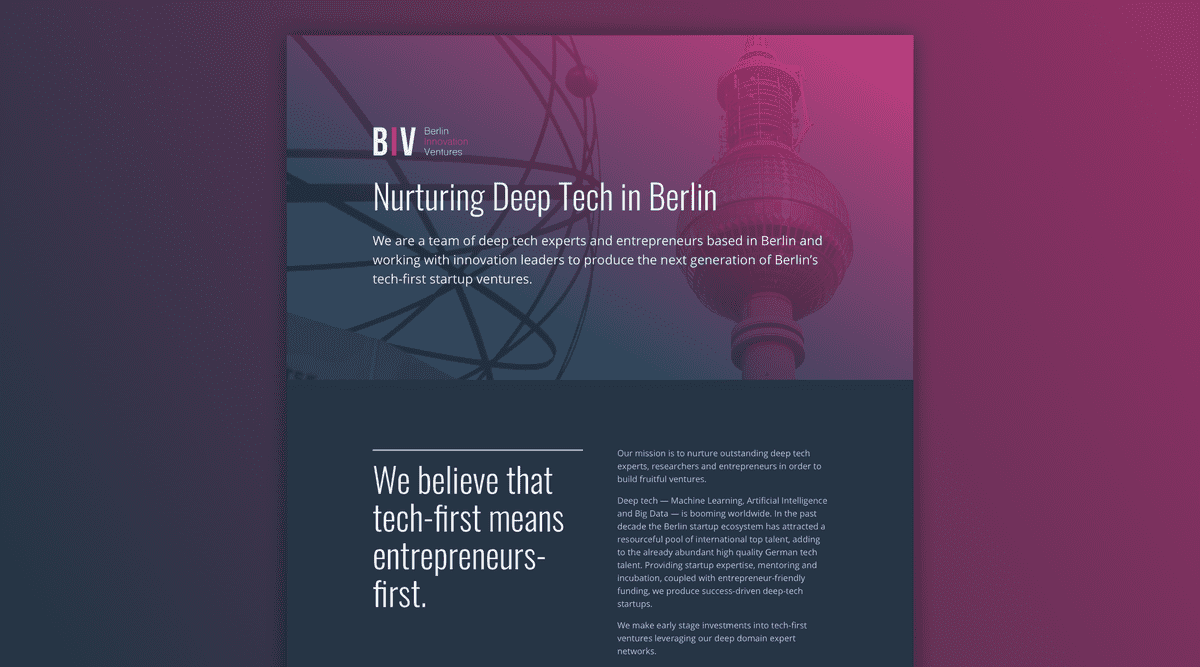 BIV
Berlin
Innovation
Ventures
Nurturing Deep Tech in Berlin
We are a team of deep tech experts and entrepreneurs based in Berlin and
working with innovation leaders to produce the next generation of Berlin's
tech-first startup ventures.
We believe that
tech-first means
entrepreneurs-
first.
Our mission is to nurture outstanding deep tech
experts, researchers and entrepreneurs in order to
build fruitful ventures.
Deep tech — Machine Learning, Artificial Intelligence
and Big Data — is booming worldwide. In the past
decade the Berlin startup ecosystem has attracted a
resourceful pool of international top talent, adding
to the already abundant high quality German tech
talent. Providing startup expertise, mentoring and
incubation, coupled with entrepreneur-friendly
funding, we produce success-driven deep-tech
startups.
We make early stage investments into tech-first
ventures leveraging our deep domain expert
networks.